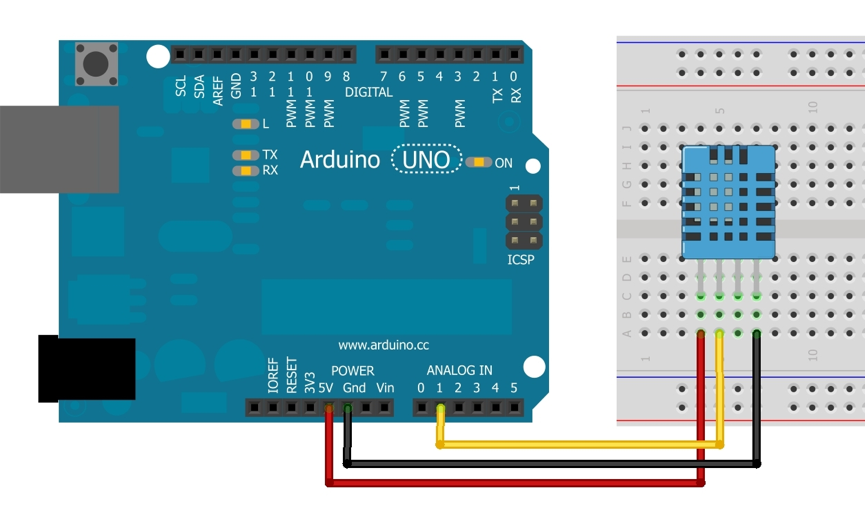 SCL
SDA
AREF
GND
13
12
PWM 11
PWM 10
PWM 9
8
7
PWM 6
PWM 5
4
PWM 3
2
TX 1
RX 0
DIGITAL
L
TX
RX
Arduino UNO
ON
1
ICSP
www.arduino.cc
POWER
ANALOG IN
IOREF
RESET
3V3
5V Gnd Vin
0 1 2 3 4 5
1 5 10
J
I
H
G
F
E
D
C
B
A
1 10